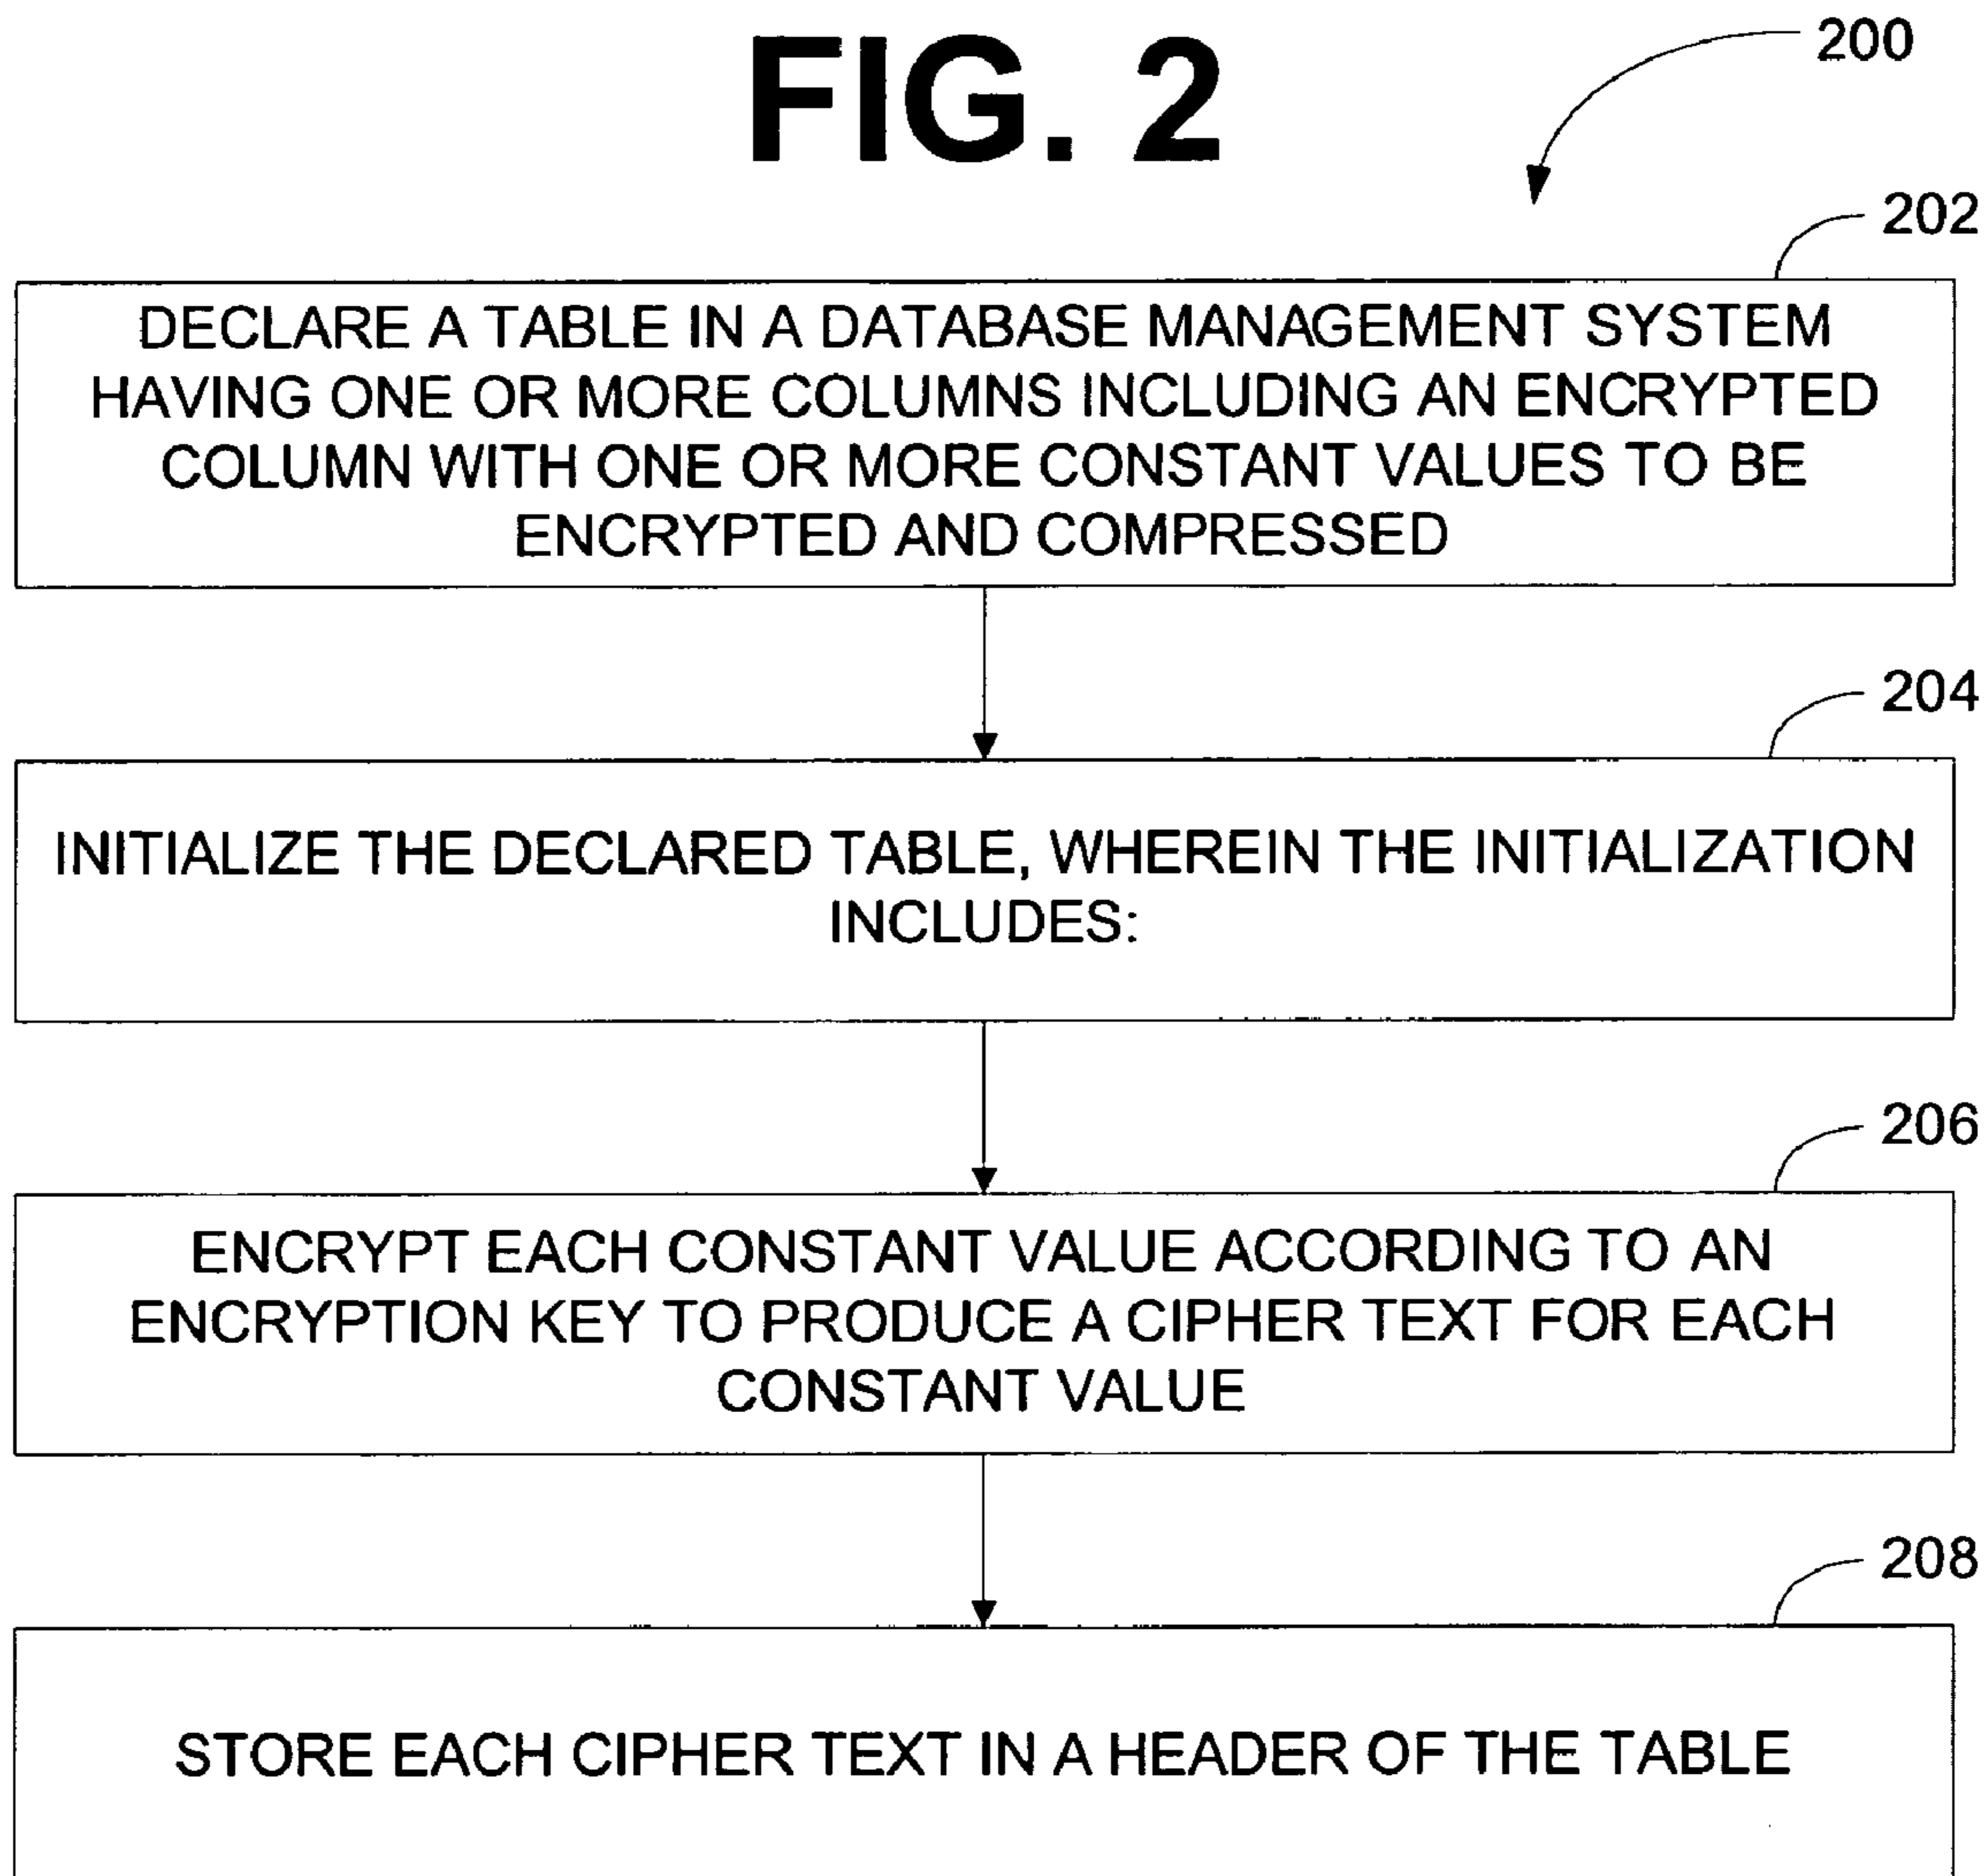 FIG. 2
200
202
DECLARE A TABLE IN A DATABASE MANAGEMENT SYSTEM
HAVING ONE OR MORE COLUMNS INCLUDING AN ENCRYPTED
COLUMN WITH ONE OR MORE CONSTANT VALUES TO BE
ENCRYPTED AND COMPRESSED
204
INITIALIZE THE DECLARED TABLE, WHEREIN THE INITIALIZATION
INCLUDES:
206
ENCRYPT EACH CONSTANT VALUE ACCORDING TO AN
ENCRYPTION KEY TO PRODUCE A CIPHER TEXT FOR EACH
CONSTANT VALUE
208
STORE EACH CIPHER TEXT IN A HEADER OF THE TABLE